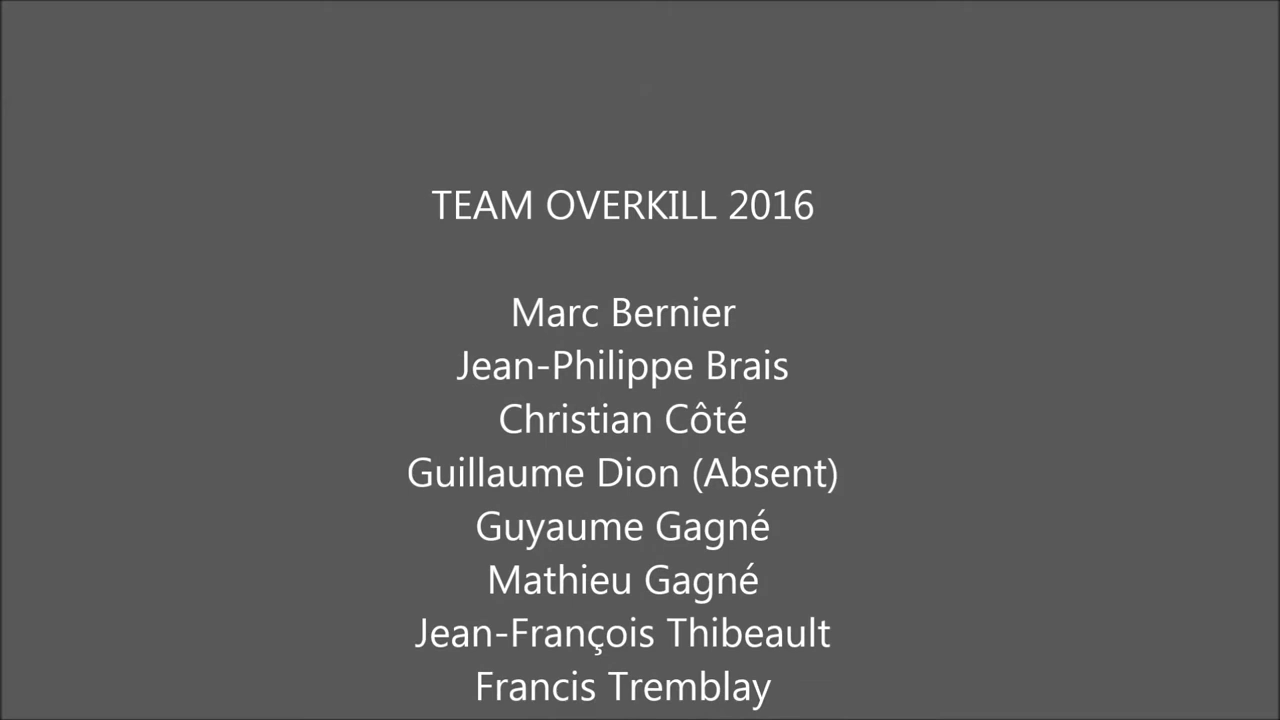 TEAM OVERKILL 2016
Marc Bernier
Jean-Philippe Brais
Christian Côté
Guillaume Dion (Absent)
Guyaume Gagné
Mathieu Gagné
Jean-François Thibeault
Francis Tremblay